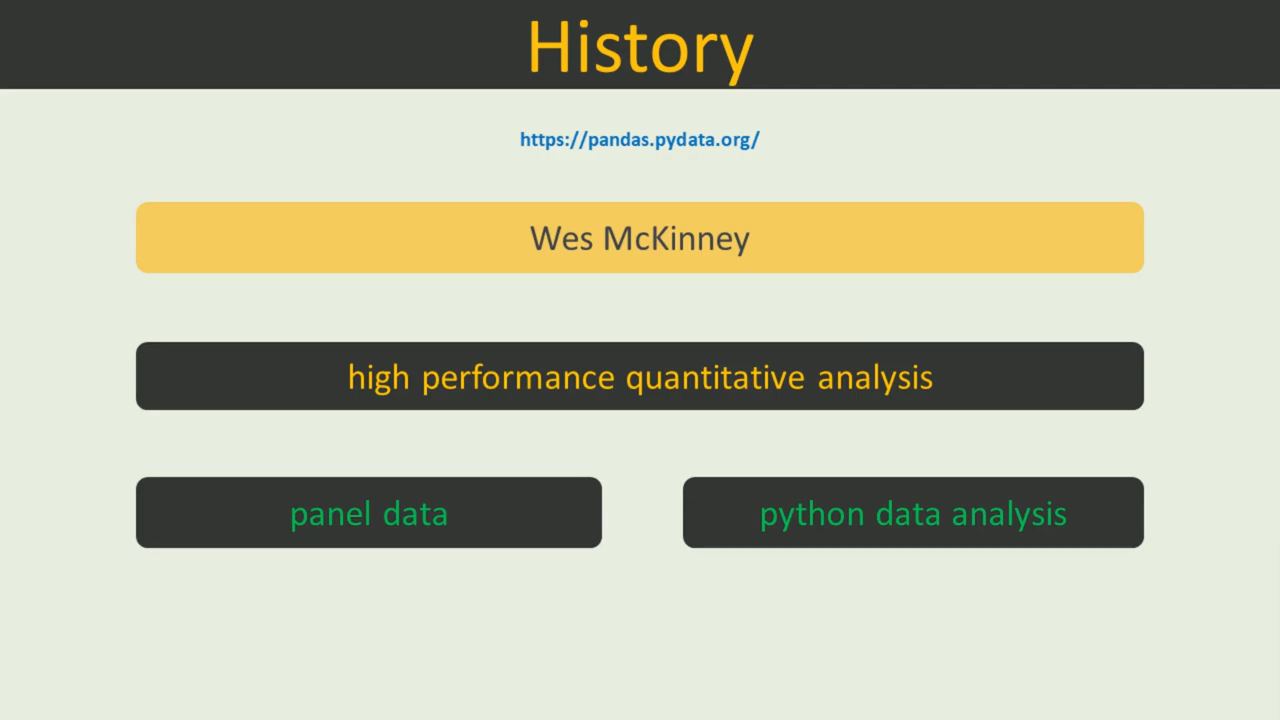 History
https://pandas.pydata.org/
Wes McKinney
high performance quantitative analysis
panel data
python data analysis